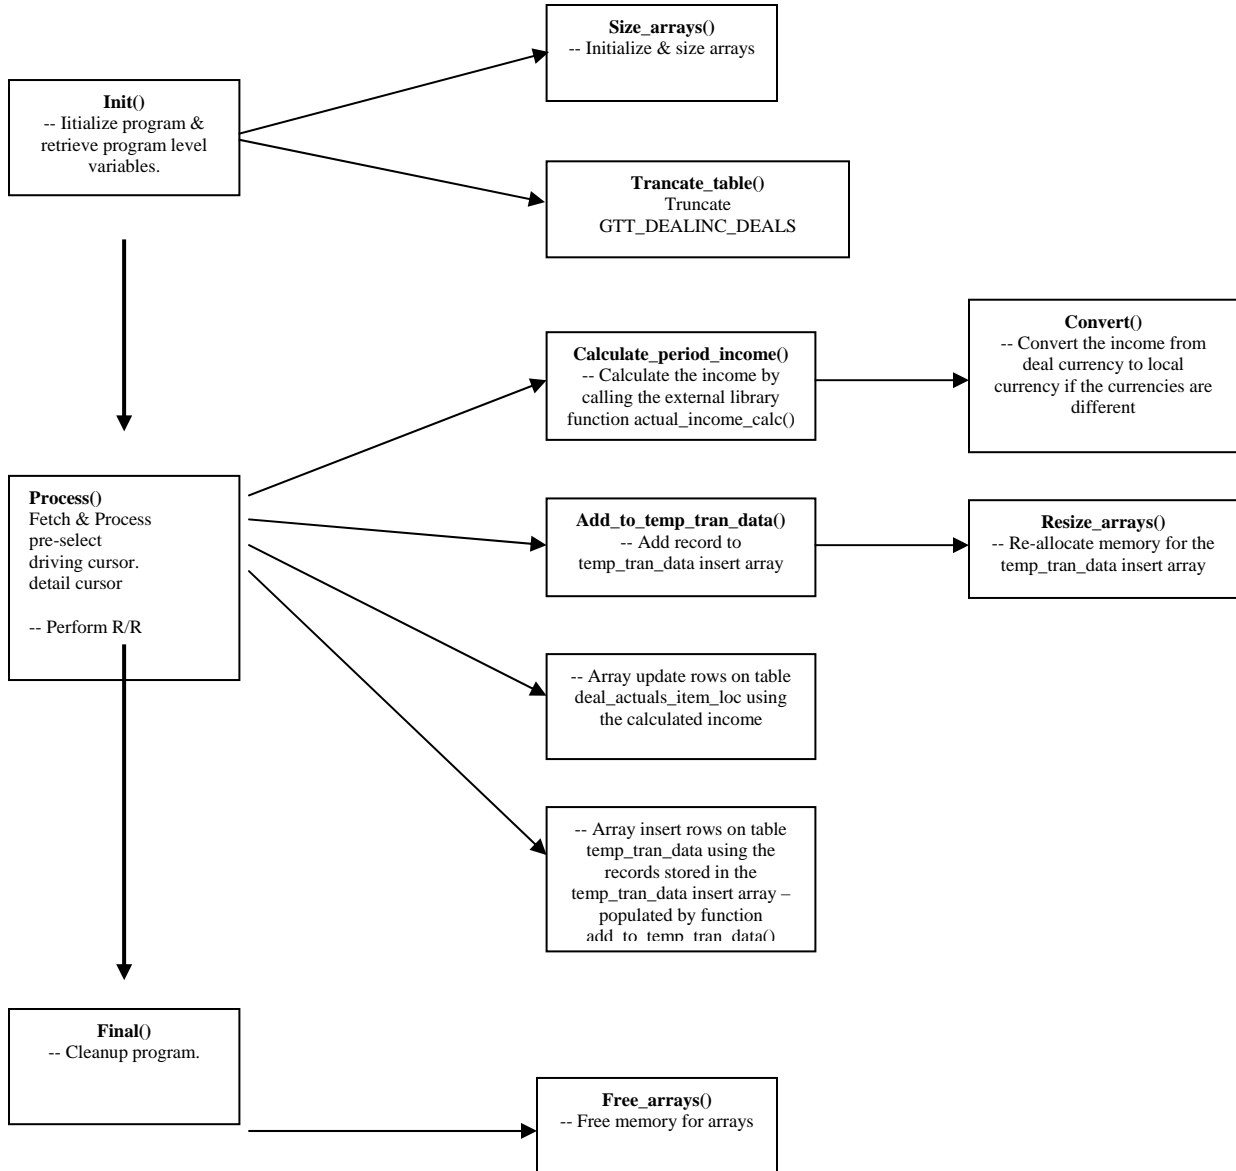 Size_arrays()
-- Initialize & size arrays
Init()
-- Iitialize program &
retrieve program level
variables.
Trancate_table()
Truncate
GTT_DEALINC_DEALS
Calculate_period_income()
-- Calculate the income by
calling the external library
function actual_income_calc()
Convert()
-- Convert the income from
deal currency to local
currency if the currencies are
different
Process()
Fetch & Process
pre-select
driving cursor.
detail cursor
-- Perform R/R
Add_to_temp_tran_data()
-- Add record to
temp_tran_data insert array
Resize_arrays()
-- Re-allocate memory for the
temp_tran_data insert array
-- Array update rows on table
deal_actuals_item_loc using
the calculated income
-- Array insert rows on table
temp_tran_data using the
records stored in the
temp_tran_data insert array –
populated by function
add_to_temp_tran_data()
Final()
-- Cleanup program.
Free_arrays()
-- Free memory for arrays